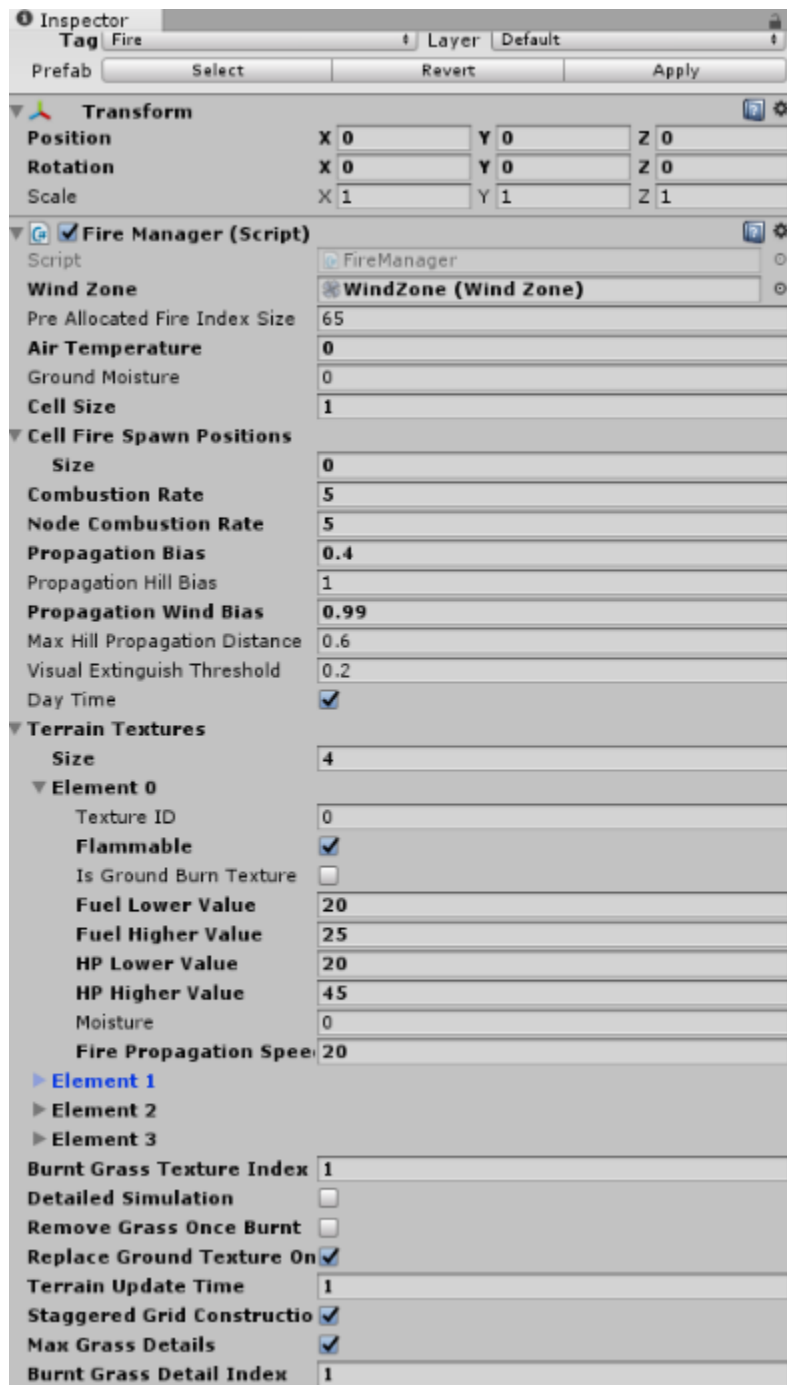 Inspector
Tag Fire Layer Default
Prefab Select Revert Apply
Transform
Position X 0 Y 0 Z 0
Rotation X 0 Y 0 Z 0
Scale X 1 Y 1 Z 1
Fire Manager (Script)
Script FireManager
Wind Zone WindZone (Wind Zone)
Pre Allocated Fire Index Size 65
Air Temperature 0
Ground Moisture 0
Cell Size 1
Cell Fire Spawn Positions
Size 0
Combustion Rate 5
Node Combustion Rate 5
Propagation Bias 0.4
Propagation Hill Bias 1
Propagation Wind Bias 0.99
Max Hill Propagation Distance 0.6
Visual Extinguish Threshold 0.2
Day Time
Terrain Textures
Size 4
Element 0
Texture ID 0
Flammable
Is Ground Burn Texture
Fuel Lower Value 20
Fuel Higher Value 25
HP Lower Value 20
HP Higher Value 45
Moisture 0
Fire Propagation Spee 20
Element 1
Element 2
Element 3
Burnt Grass Texture Index 1
Detailed Simulation
Remove Grass Once Burnt
Replace Ground Texture On
Terrain Update Time 1
Staggered Grid Constructio
Max Grass Details
Burnt Grass Detail Index 1